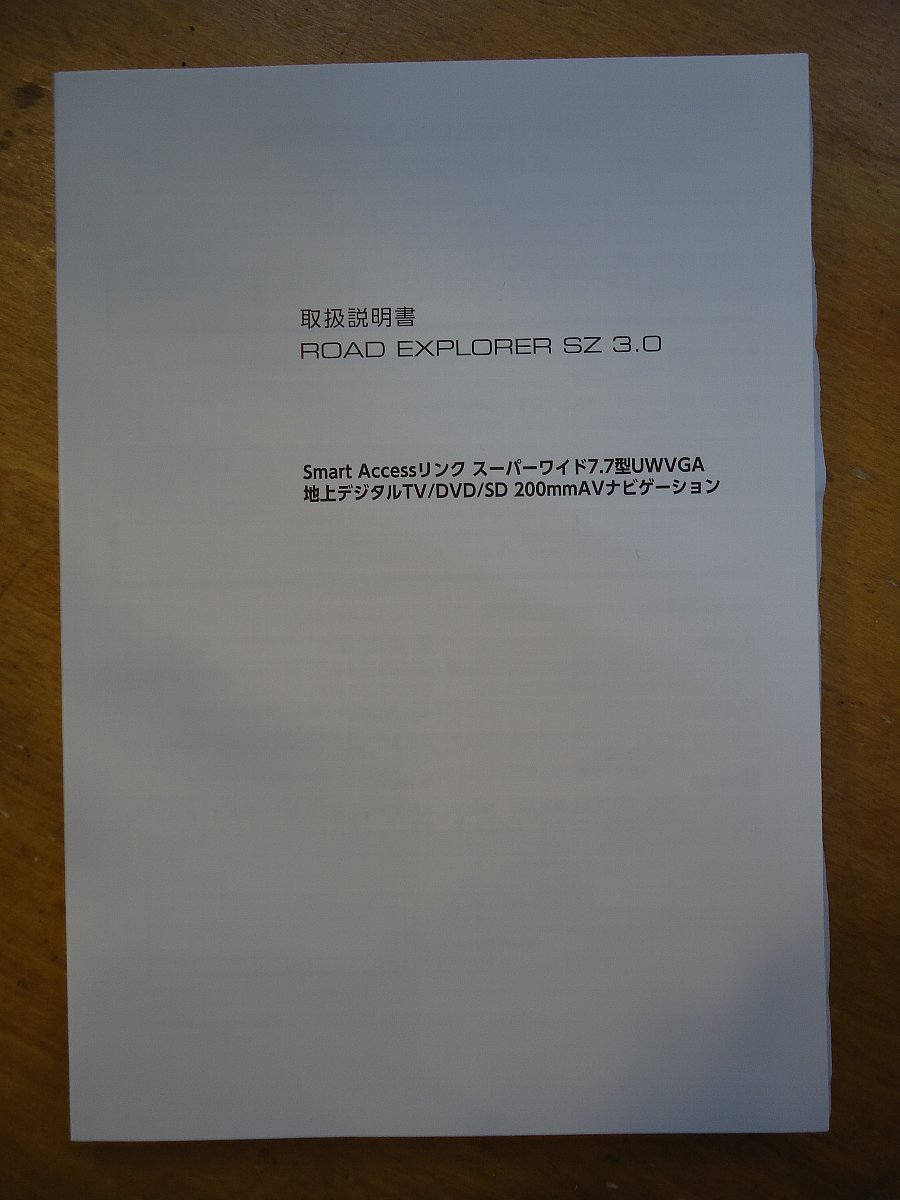 取扱説明書
ROAD EXPLORER SZ 3.0
Smart Accessリンク スーパーワイド7.7型UWVGA
地上デジタルTV/DVD/SD 200mmAVナビゲーション